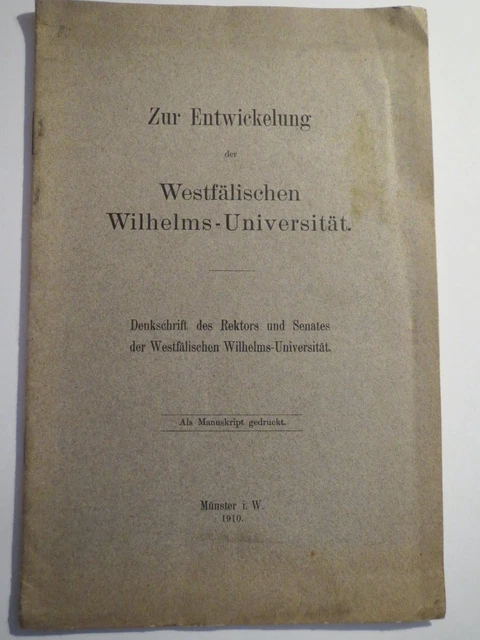 Zur Entwickelung
der
Westfälischen
Wilhelms-Universität.
Denkschrift des Rektors und Senates
der Westfälischen Wilhelms-Universität.
Als Manuskript gedruckt.
Münster i. W.
1910.